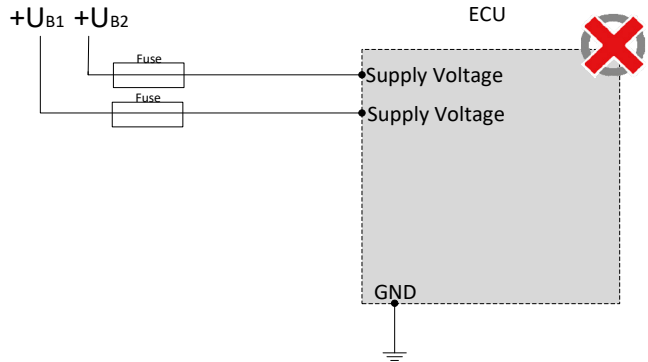 +UB1 +UB2
ECU
Fuse
Supply Voltage
Fuse
Supply Voltage
GND